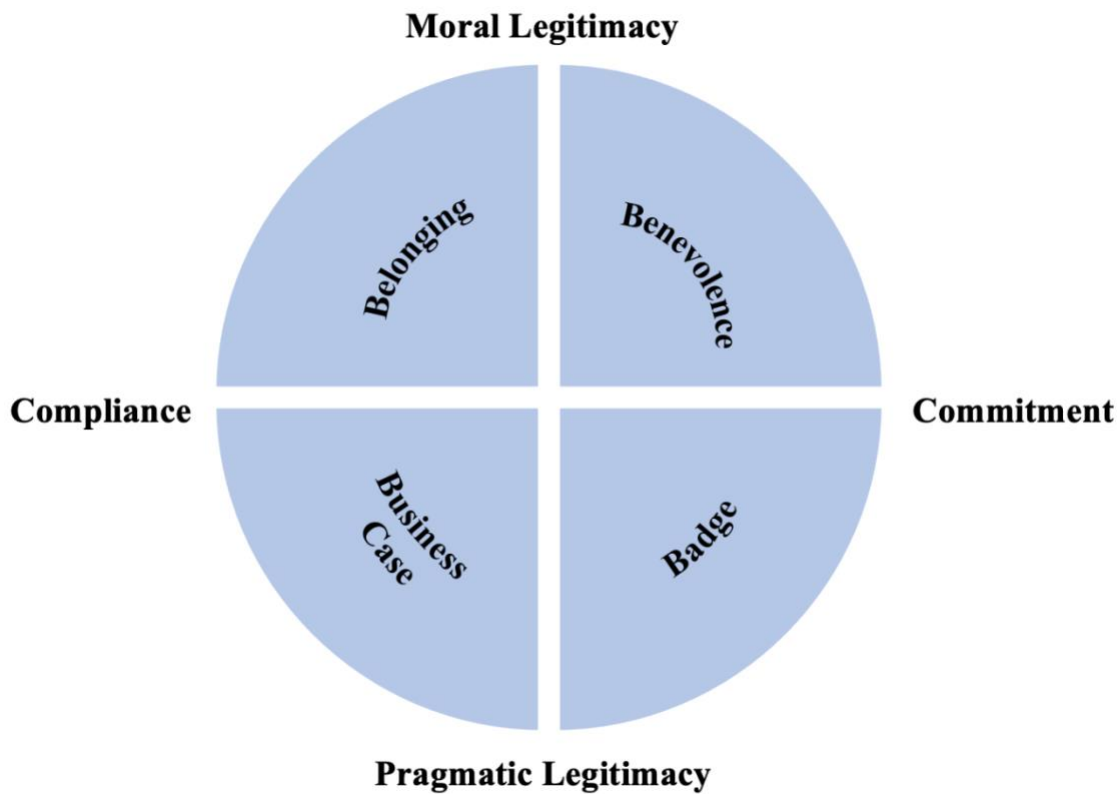 Moral Legitimacy
Belonging
Benevolence
Compliance
Commitment
Business
Case
Badge
Pragmatic Legitimacy